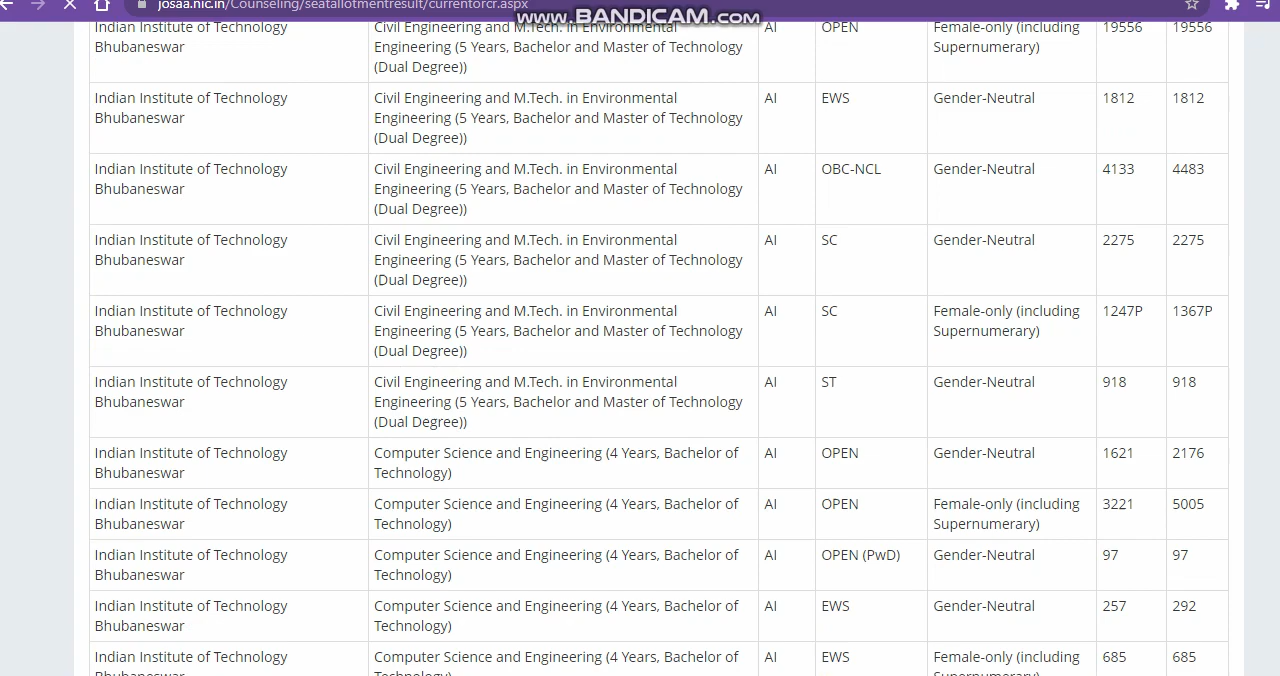 josaa.nic.in/Counseling/seatallotmentresult/currentorcr.aspx
www.BANDICAM.com
Indian Institute of Technology Civil Engineering and M.Tech. in Environmental AI OPEN Female-only (including 19556 19556
Bhubaneswar Engineering (5 Years, Bachelor and Master of Technology Supernumerary)
(Dual Degree))
Indian Institute of Technology Civil Engineering and M.Tech. in Environmental AI EWS Gender-Neutral 1812 1812
Bhubaneswar Engineering (5 Years, Bachelor and Master of Technology
(Dual Degree))
Indian Institute of Technology Civil Engineering and M.Tech. in Environmental AI OBC-NCL Gender-Neutral 4133 4483
Bhubaneswar Engineering (5 Years, Bachelor and Master of Technology
(Dual Degree))
Indian Institute of Technology Civil Engineering and M.Tech. in Environmental AI SC Gender-Neutral 2275 2275
Bhubaneswar Engineering (5 Years, Bachelor and Master of Technology
(Dual Degree))
Indian Institute of Technology Civil Engineering and M.Tech. in Environmental AI SC Female-only (including 1247P 1367P
Bhubaneswar Engineering (5 Years, Bachelor and Master of Technology Supernumerary)
(Dual Degree))
Indian Institute of Technology Civil Engineering and M.Tech. in Environmental AI ST Gender-Neutral 918 918
Bhubaneswar Engineering (5 Years, Bachelor and Master of Technology
(Dual Degree))
Indian Institute of Technology Computer Science and Engineering (4 Years, Bachelor of AI OPEN Gender-Neutral 1621 2176
Bhubaneswar Technology)
Indian Institute of Technology Computer Science and Engineering (4 Years, Bachelor of AI OPEN Female-only (including 3221 5005
Bhubaneswar Technology) Supernumerary)
Indian Institute of Technology Computer Science and Engineering (4 Years, Bachelor of AI OPEN (PwD) Gender-Neutral 97 97
Bhubaneswar Technology)
Indian Institute of Technology Computer Science and Engineering (4 Years, Bachelor of AI EWS Gender-Neutral 257 292
Bhubaneswar Technology)
Indian Institute of Technology Computer Science and Engineering (4 Years, Bachelor of AI EWS Female-only (including 685 685